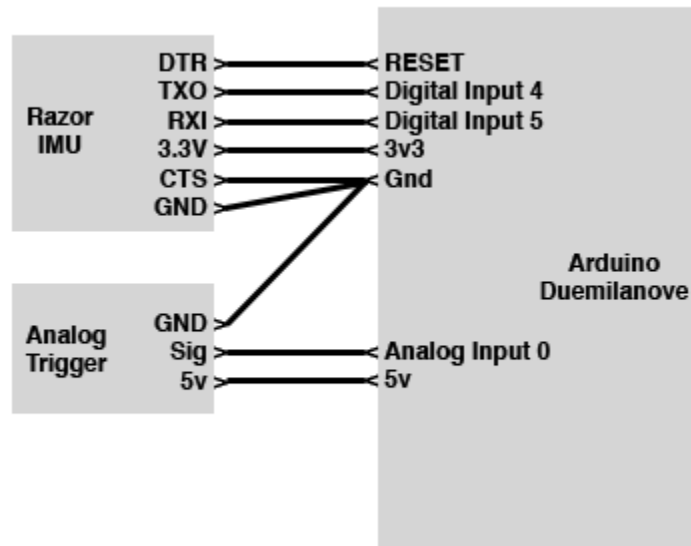 Razor
IMU
DTR
TXO
RXI
3.3V
CTS
GND
RESET
Digital Input 4
Digital Input 5
3v3
Gnd
Analog
Trigger
GND
Sig
5v
Analog Input 0
5v
Arduino
Duemilanove